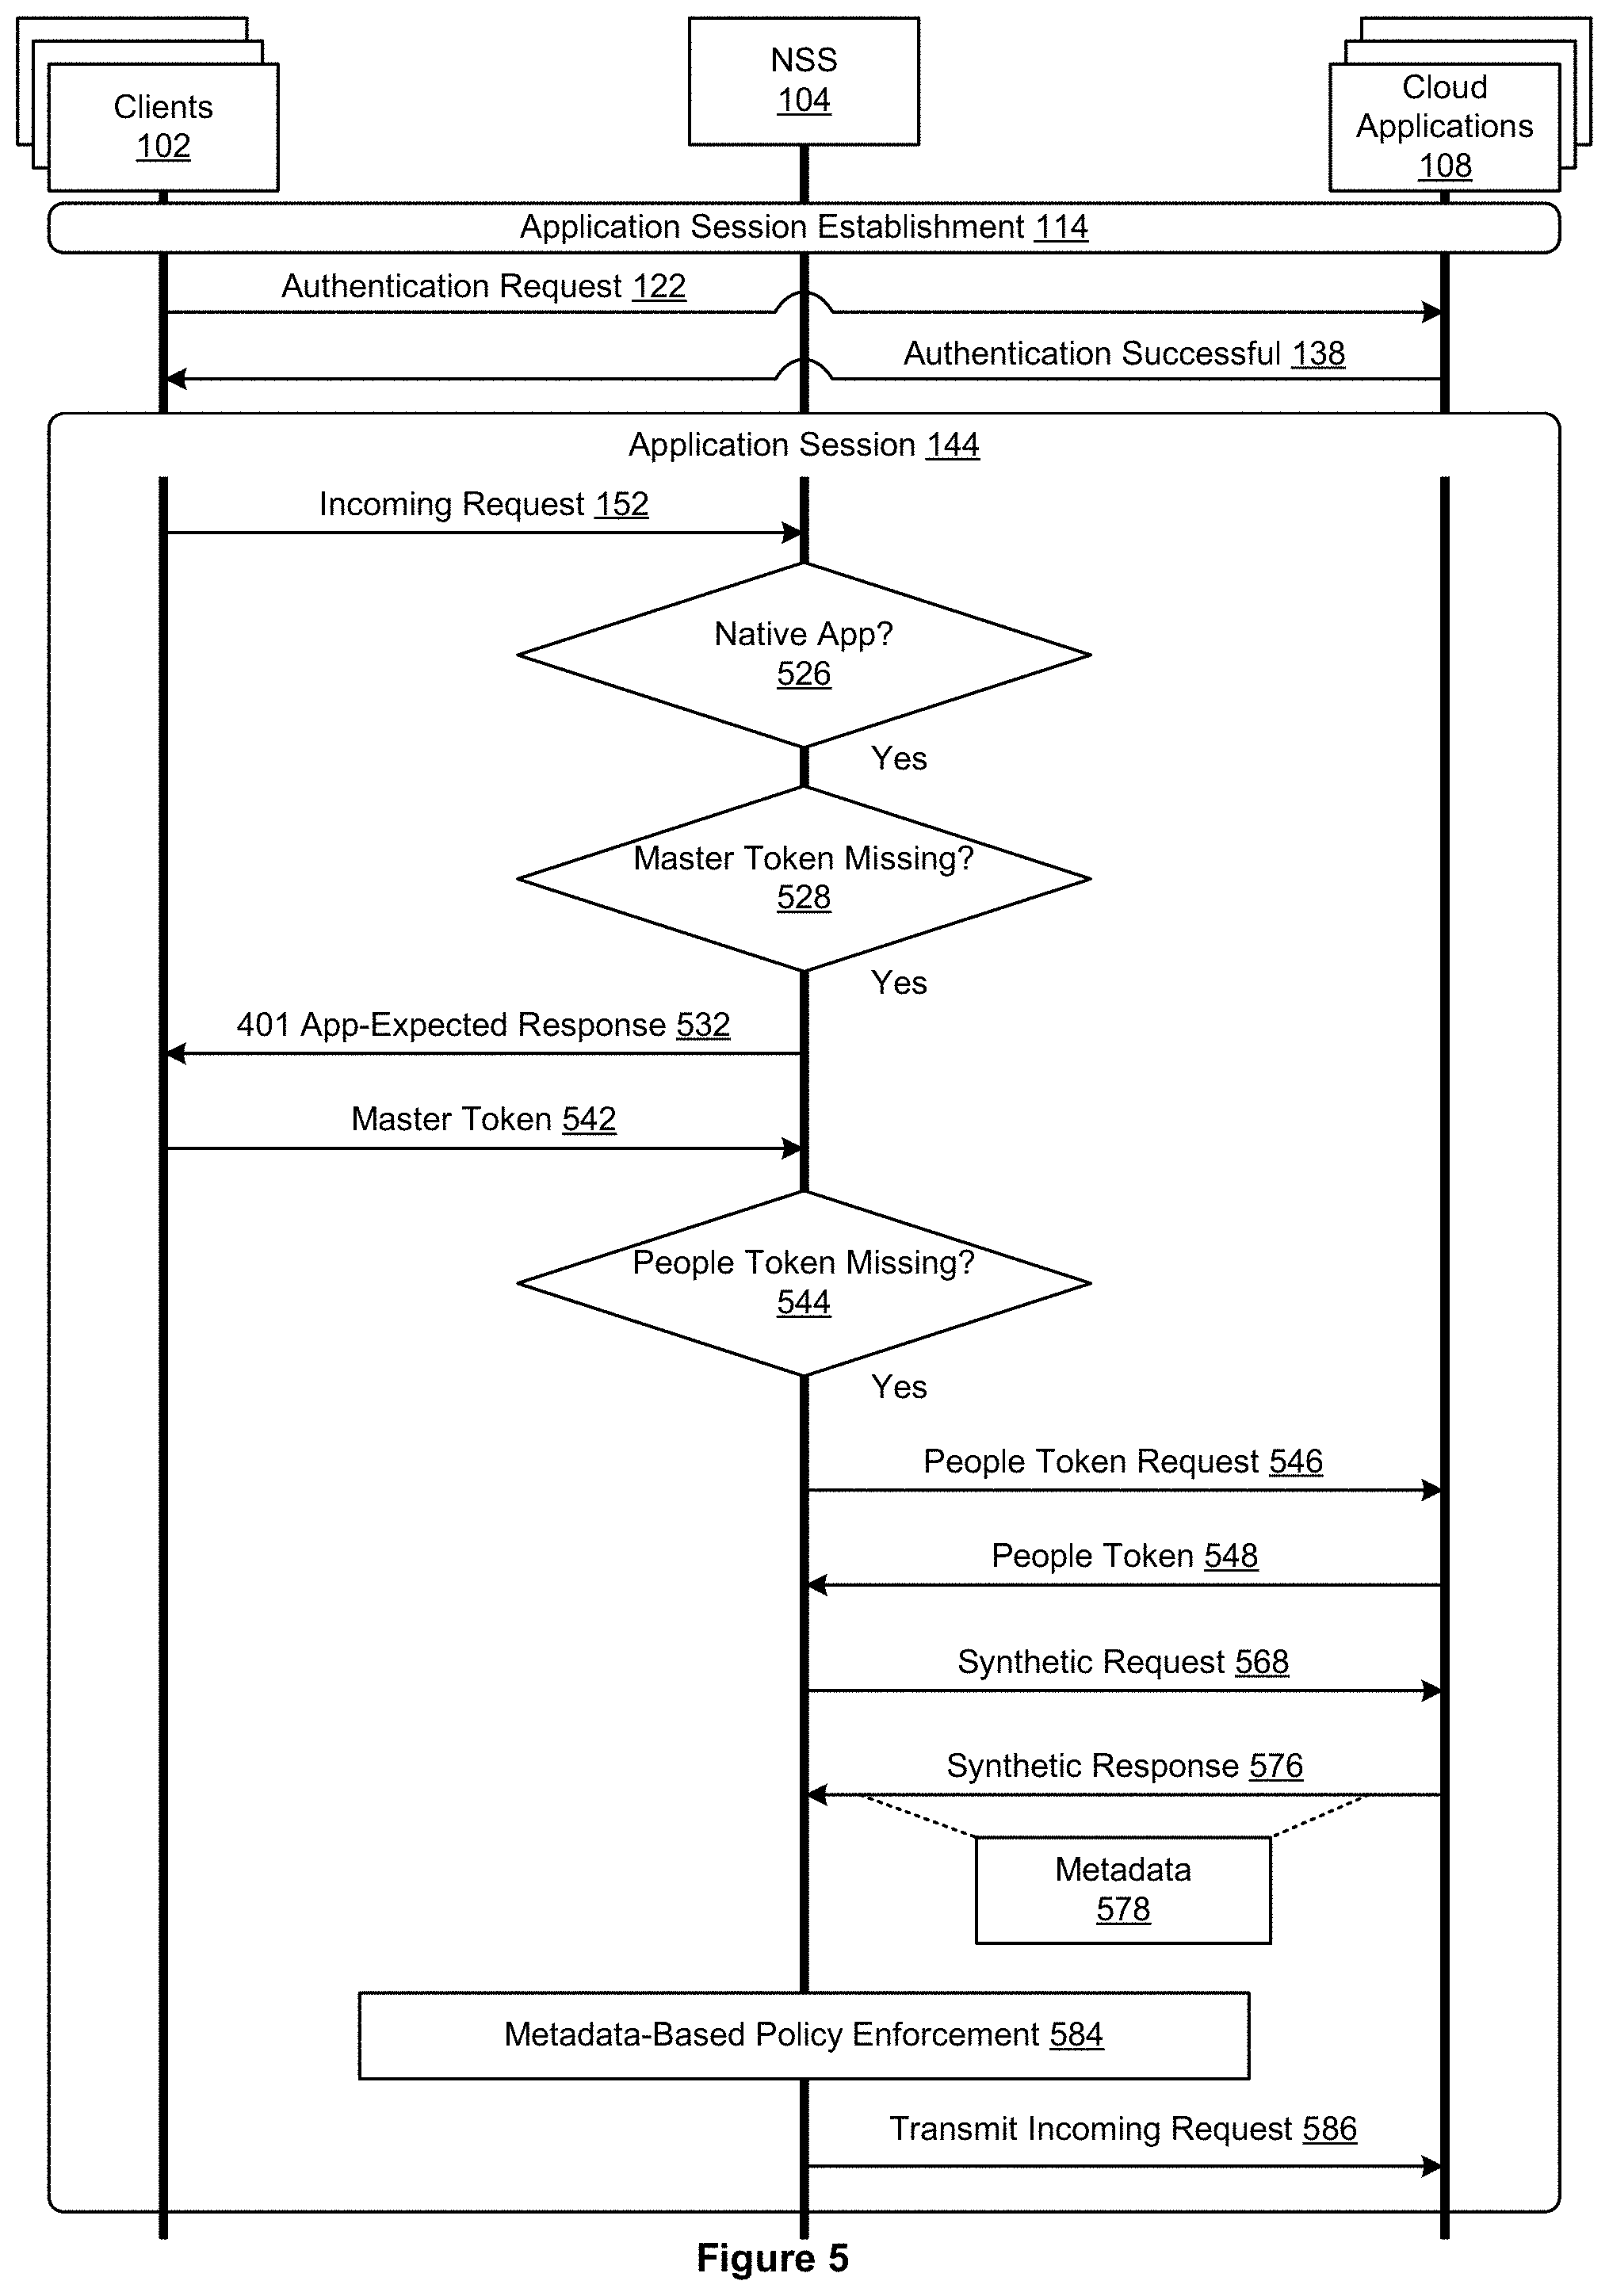 Clients
102
NSS
104
Cloud
Applications
108
Application Session Establishment 114
Authentication Request 122
Authentication Successful 138
Application Session 144
Incoming Request 152
Native App?
526
Yes
Master Token Missing?
528
Yes
401 App-Expected Response 532
Master Token 542
People Token Missing?
544
Yes
People Token Request 546
People Token 548
Synthetic Request 568
Synthetic Response 576
Metadata
578
Metadata-Based Policy Enforcement 584
Transmit Incoming Request 586
Figure 5